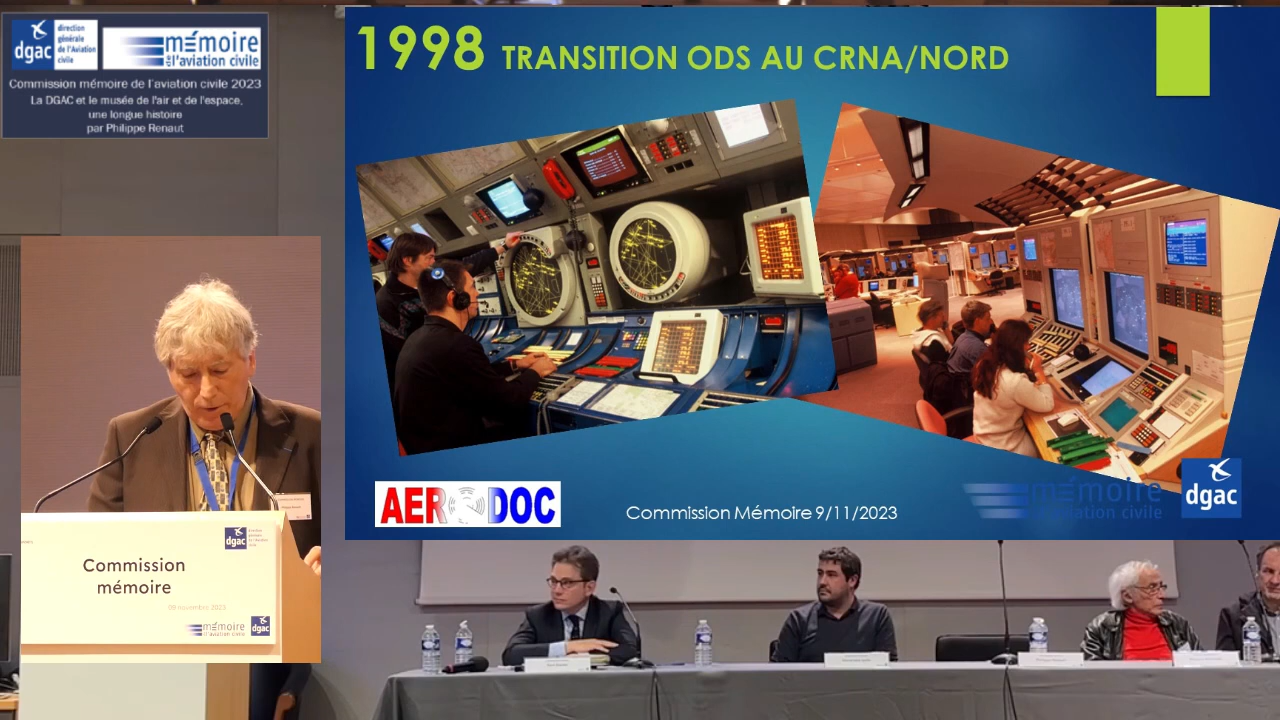 dgac
direction
générale
de l'Aviation
civile
mémoire
de l'aviation civile
Commission mémoire de l'aviation civile 2023
La DGAC et le musée de l'air et de l'espace,
une longue histoire
par Philippe Renaut
1998 TRANSITION ODS AU CRNA/NORD
AERODOC
Commission Mémoire 9/11/2023
mémoire
de l'aviation civile
dgac
dgac
Commission
mémoire
09 novembre 2023
mémoire
de l'aviation civile
dgac